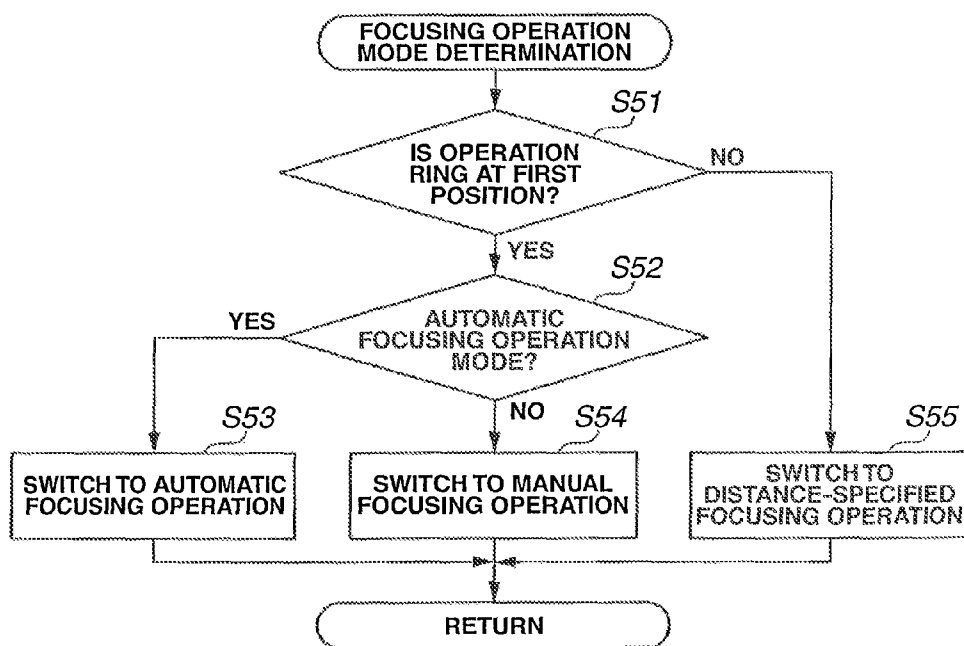 FOCUSING OPERATION
MODE DETERMINATION
S51
IS OPERATION
RING AT FIRST
POSITION?
NO
YES
S52
YES
AUTOMATIC
FOCUSING OPERATION
MODE?
NO
S53
S54
S55
SWITCH TO AUTOMATIC
FOCUSING OPERATION
SWITCH TO MANUAL
FOCUSING OPERATION
SWITCH TO
DISTANCE-SPECIFIED
FOCUSING OPERATION
RETURN